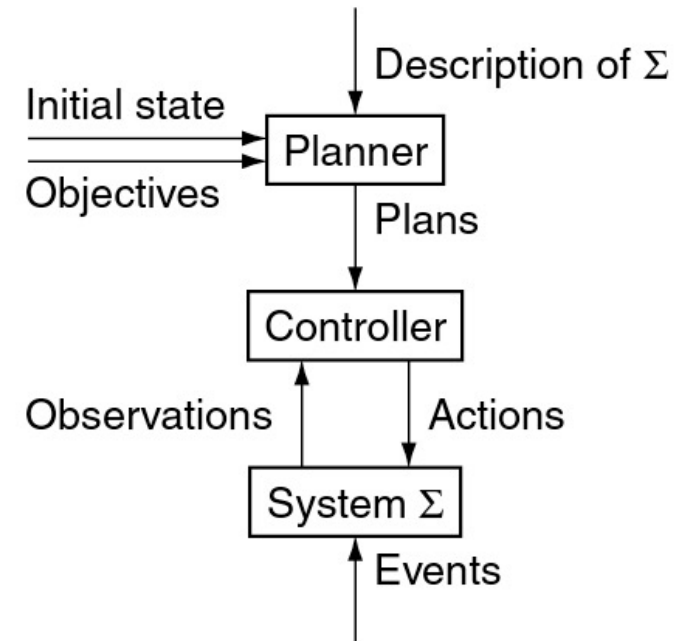 Description of Σ
Initial state
Planner
Objectives
Plans
Controller
Observations
Actions
System Σ
Events